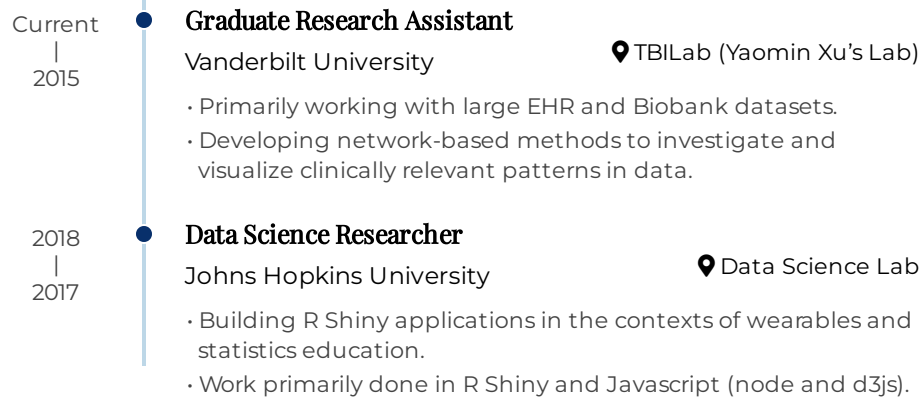 Current
|
2015
Graduate Research Assistant
Vanderbilt University
TBILab (Yaomin Xu’s Lab)
• Primarily working with large EHR and Biobank datasets.
• Developing network-based methods to investigate and
visualize clinically relevant patterns in data.
2018
|
2017
Data Science Researcher
Johns Hopkins University
Data Science Lab
• Building R Shiny applications in the contexts of wearables and
statistics education.
• Work primarily done in R Shiny and Javascript (node and d3js).